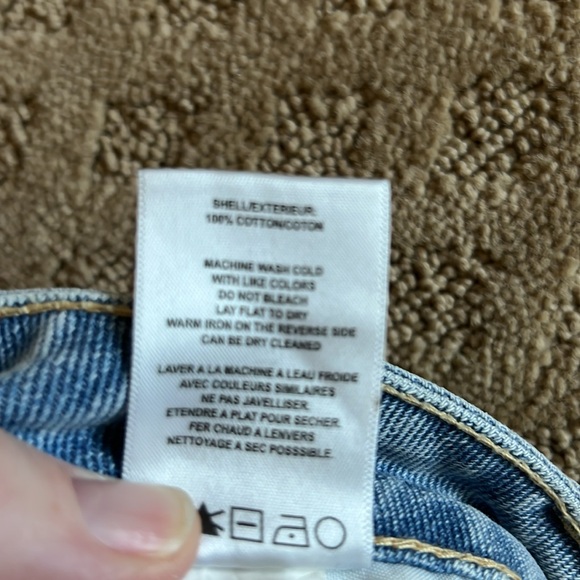 SHELL/EXTERIEUR:
100% COTTON/COTON
MACHINE WASH COLD
WITH LIKE COLORS
DO NOT BLEACH
LAY FLAT TO DRY
WARM IRON ON THE REVERSE SIDE
CAN BE DRY CLEANED
LAVER A LA MACHINE A LEAU FROIDE
AVEC COULEURS SIMILAIRES
NE PAS JAVELLISER.
ETENDRE A PLAT POUR SECHER.
FER CHAUD A LENVERS
NETTOYAGE A SEC POSSSIBLE.